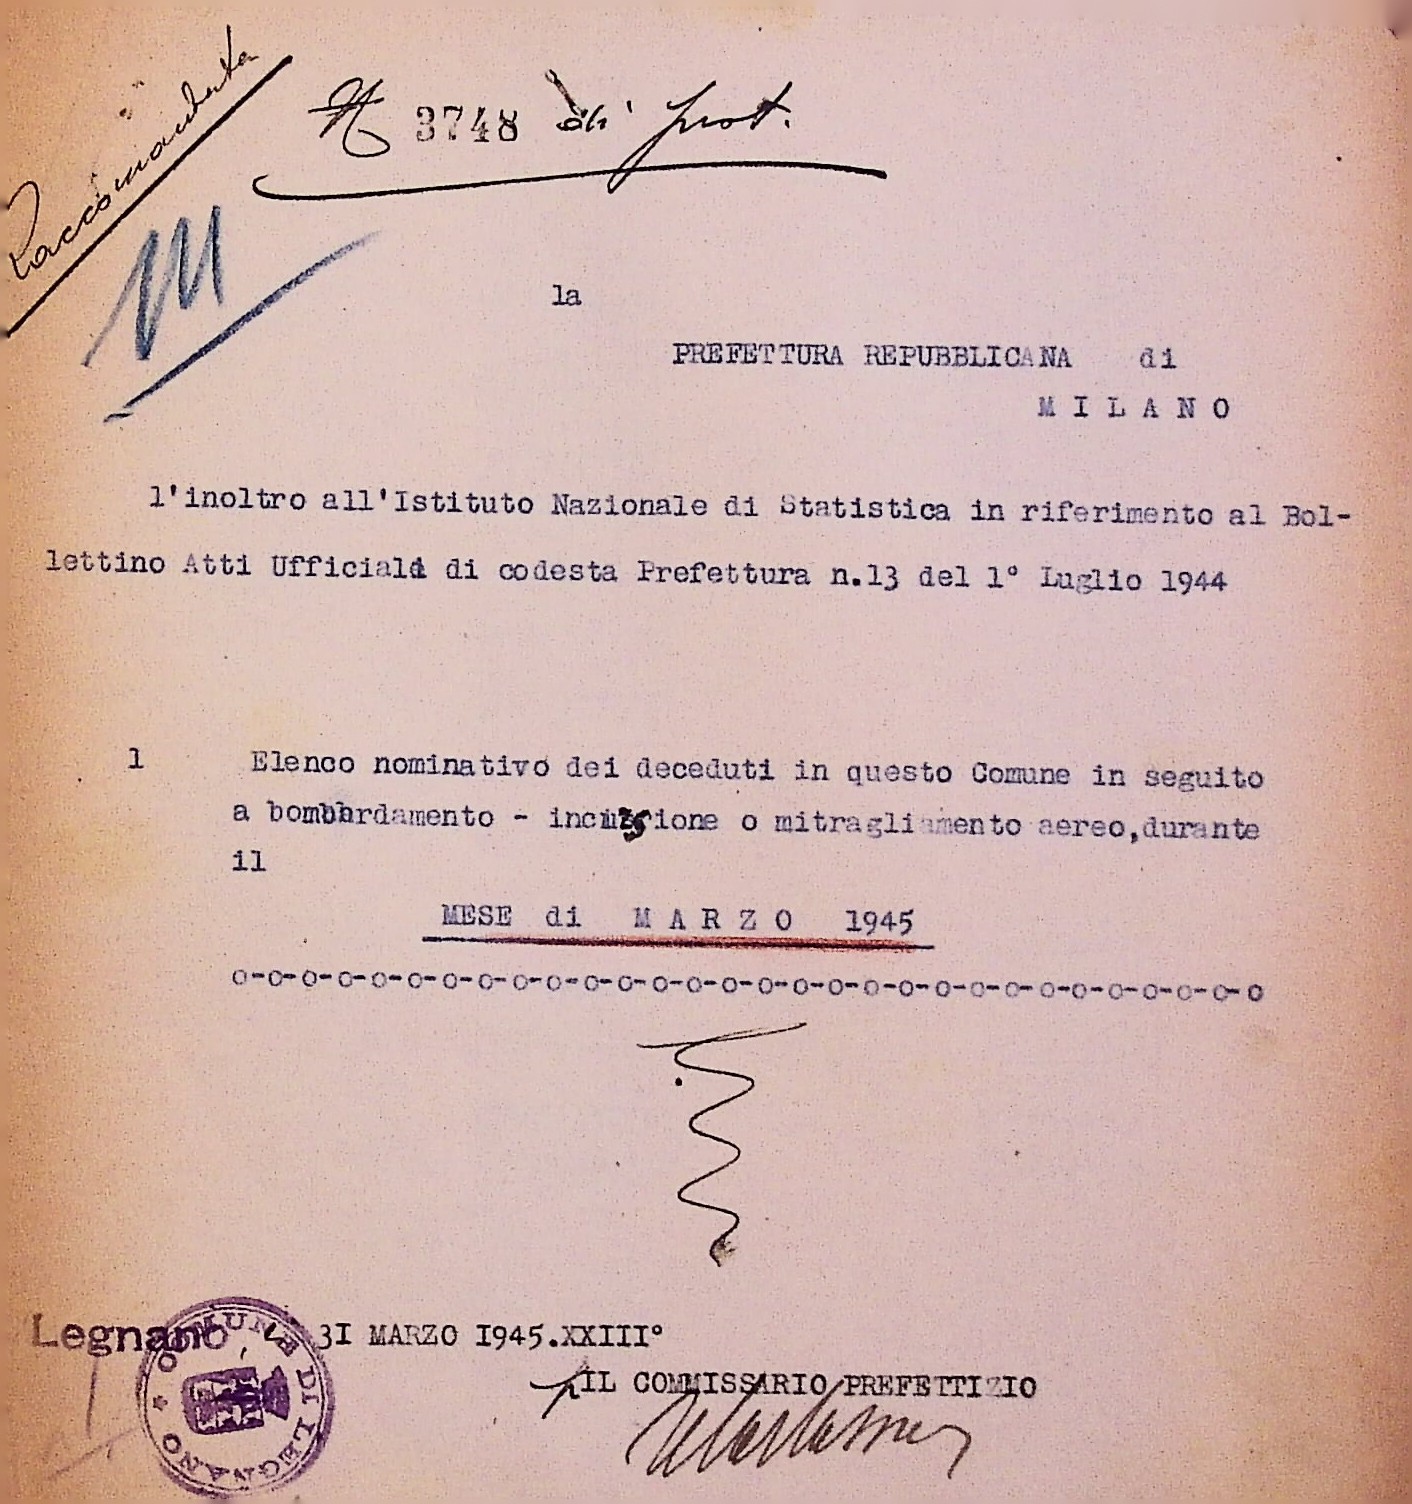 Raccomandata
N 3748 di prot.
la
PREFETTURA REPUBBLICANA di
MILANO
l'inoltro all'Istituto Nazionale di Statistica in riferimento al Bol-
lettino Atti Ufficiali di codesta Prefettura n.13 del 1° Luglio 1944
1 Elenco nominativo dei deceduti in questo Comune in seguito
a bombardamento - incursione o mitragliamento aereo, durante
il
MESE di MARZO 1945
o-o-o-o-o-o-o-o-o-o-o-o-o-o-o-o-o-o-o-o-o-o-o-o-o-o-o-o-o-o
Legnano, 31 MARZO 1945.XXIII°
COMUNE DI LEGNANO
p IL COMMISSARIO PREFETTIZIO